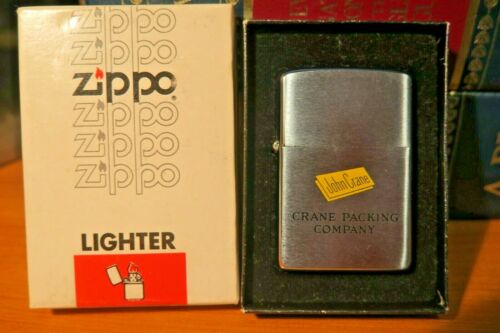 zippo
zippo
zippo
zippo
zippo
zippo
LIGHTER
John Crane
CRANE PACKING
COMPANY